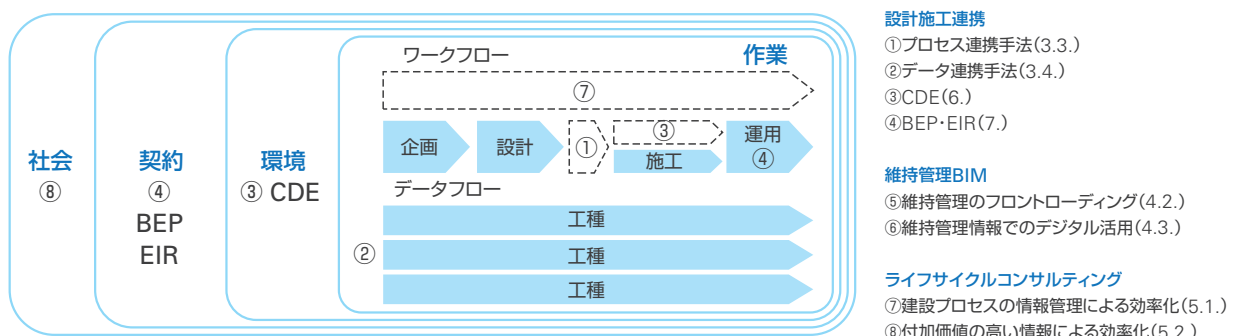 社会
⑧
契約
④
BEP
EIR
環境
③ CDE
ワークフロー
作業
⑦
企画
設計
①
③
施工
運用
④
データフロー
②
工種
工種
工種
設計施工連携
①プロセス連携手法(3.3.)
②データ連携手法(3.4.)
③CDE(6.)
④BEP・EIR(7.)
維持管理BIM
⑤維持管理のフロントローディング(4.2.)
⑥維持管理情報でのデジタル活用(4.3.)
ライフサイクルコンサルティング
⑦建設プロセスの情報管理による効率化(5.1.)
⑧付加価値の高い情報による効率化(5.2.)